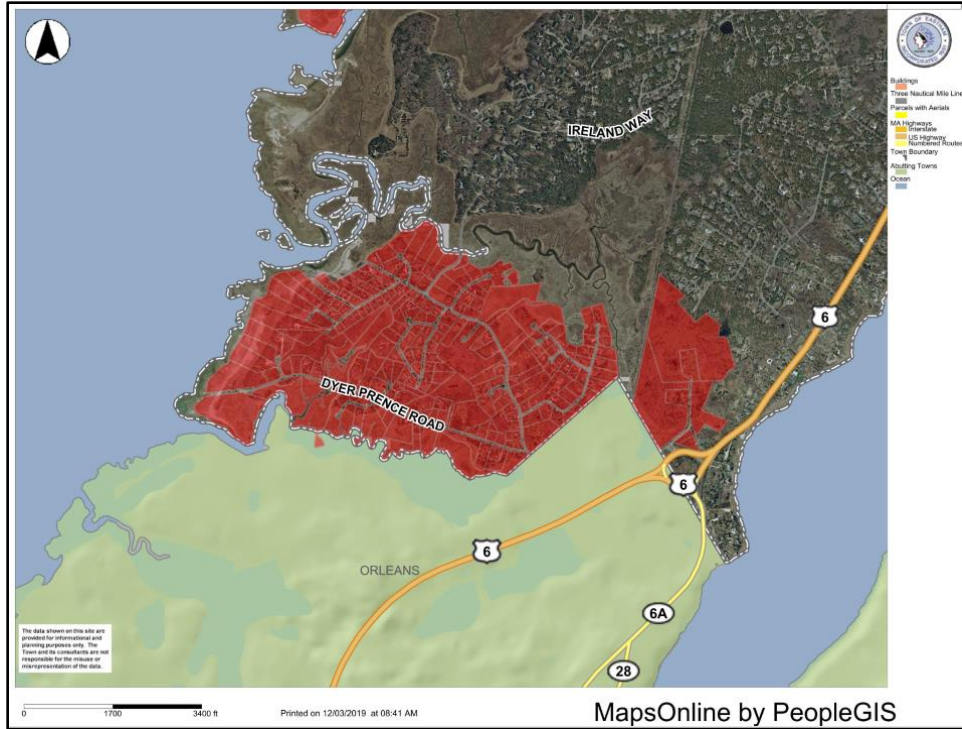 TOWN OF EASTHAM
Buildings
Three Nautical Mile Line
Parcels with Aerials
MA Highways
Interstate
US Highway
Numbered Routes
Town Boundary
Abutting Towns
Ocean
IRELAND WAY
6
DYER PRENCE ROAD
6
6
ORLEANS
6A
28
The data shown on this site are
provided for informational and
planning purposes only. The
Town and its consultants are not
responsible for the misuse or
misrepresentation of the data.
0 1700 3400 ft
Printed on 12/03/2019 at 08:41 AM
MapsOnline by PeopleGIS